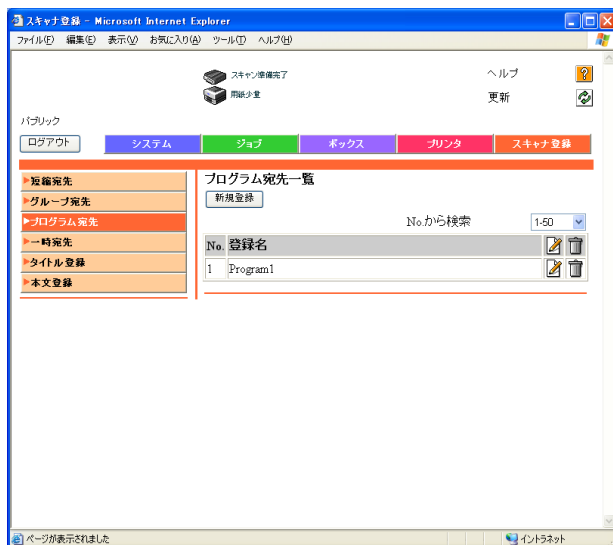 スキャナ登録 - Microsoft Internet Explorer
ファイル(F) 編集(E) 表示(V) お気に入り(A) ツール(T) ヘルプ(H)
スキャン準備完了
ヘルプ
用紙少量
更新
パブリック
ログアウト
システム ジョブ ボックス プリンタ スキャナ登録
短縮宛先
グループ宛先
プログラム宛先
一時宛先
タイトル登録
本文登録
プログラム宛先一覧
新規登録
No.から検索 1-50
No. 登録名
1 Program1
ページが表示されました
イントラネット